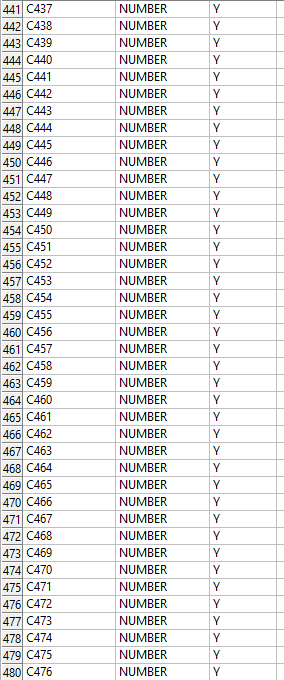 441 C437 NUMBER Y
442 C438 NUMBER Y
443 C439 NUMBER Y
444 C440 NUMBER Y
445 C441 NUMBER Y
446 C442 NUMBER Y
447 C443 NUMBER Y
448 C444 NUMBER Y
449 C445 NUMBER Y
450 C446 NUMBER Y
451 C447 NUMBER Y
452 C448 NUMBER Y
453 C449 NUMBER Y
454 C450 NUMBER Y
455 C451 NUMBER Y
456 C452 NUMBER Y
457 C453 NUMBER Y
458 C454 NUMBER Y
459 C455 NUMBER Y
460 C456 NUMBER Y
461 C457 NUMBER Y
462 C458 NUMBER Y
463 C459 NUMBER Y
464 C460 NUMBER Y
465 C461 NUMBER Y
466 C462 NUMBER Y
467 C463 NUMBER Y
468 C464 NUMBER Y
469 C465 NUMBER Y
470 C466 NUMBER Y
471 C467 NUMBER Y
472 C468 NUMBER Y
473 C469 NUMBER Y
474 C470 NUMBER Y
475 C471 NUMBER Y
476 C472 NUMBER Y
477 C473 NUMBER Y
478 C474 NUMBER Y
479 C475 NUMBER Y
480 C476 NUMBER Y